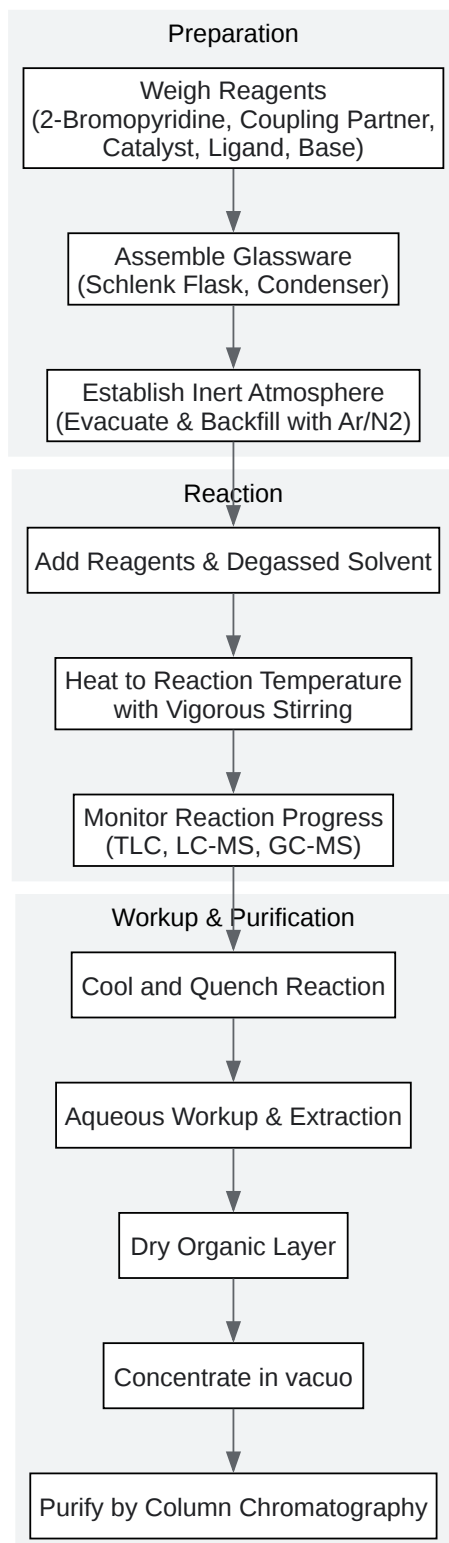 Preparation
Weigh Reagents
(2-Bromopyridine, Coupling Partner,
Catalyst, Ligand, Base)
Assemble Glassware
(Schlenk Flask, Condenser)
Establish Inert Atmosphere
(Evacuate & Backfill with Ar/N2)
Reaction
Add Reagents & Degassed Solvent
Heat to Reaction Temperature
with Vigorous Stirring
Monitor Reaction Progress
(TLC, LC-MS, GC-MS)
Workup & Purification
Cool and Quench Reaction
Aqueous Workup & Extraction
Dry Organic Layer
Concentrate in vacuo
Purify by Column Chromatography